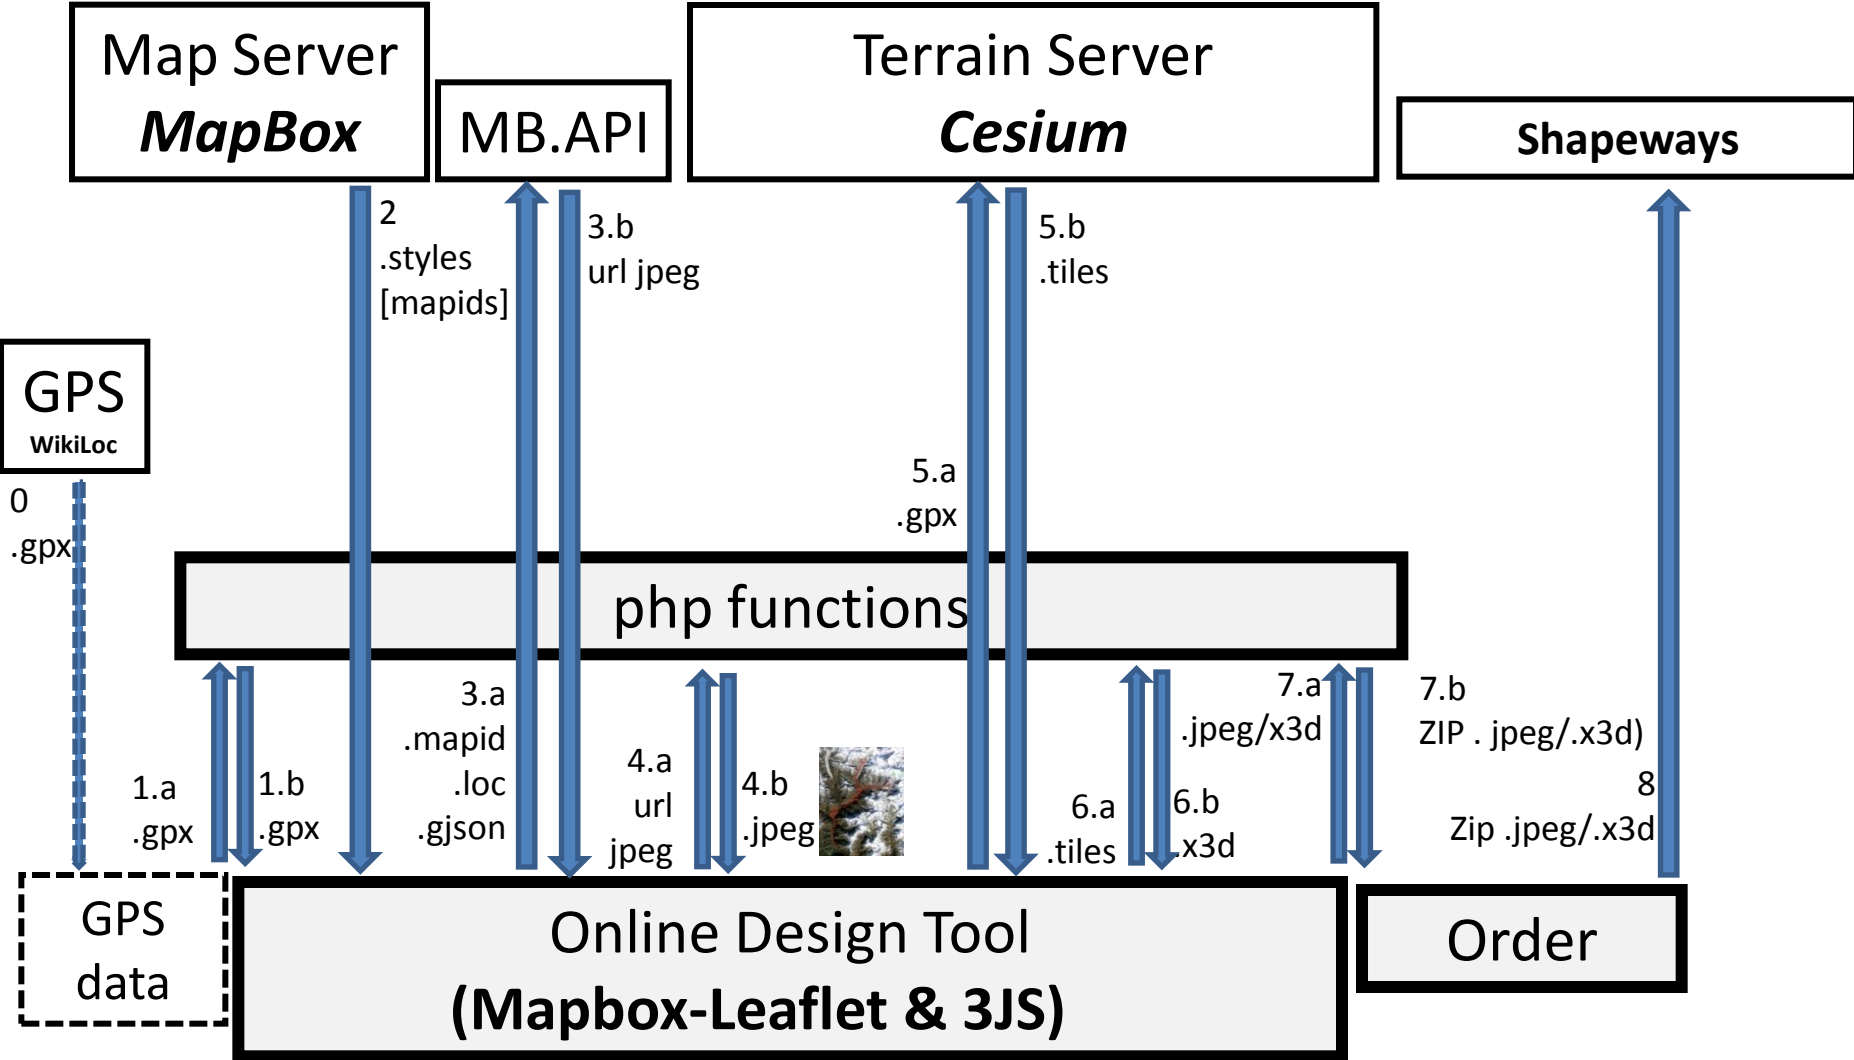 Map Server
MapBox
MB.API
Terrain Server
Cesium
Shapeways
2
.styles
[mapids]
3.b
url jpeg
5.b
.tiles
GPS
WikiLoc
0
.gpx
5.a
.gpx
php functions
1.a
.gpx
1.b
.gpx
3.a
.mapid
.loc
.gjson
4.a
url
jpeg
4.b
.jpeg
6.a
.tiles
6.b
.x3d
7.a
.jpeg/x3d
7.b
ZIP . jpeg/.x3d)
8
Zip .jpeg/.x3d
GPS
data
Online Design Tool
(Mapbox-Leaflet & 3JS)
Order